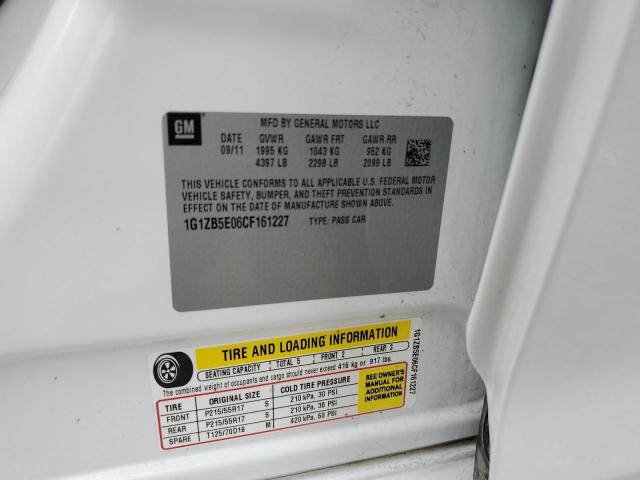 GM
MFD BY GENERAL MOTORS LLC
DATE GVWR GAWR FRT GAWR RR
09/11 1995 KG 1043 KG 952 KG
4397 LB 2298 LB 2099 LB
THIS VEHICLE CONFORMS TO ALL APPLICABLE U.S. FEDERAL MOTOR
VEHICLE SAFETY, BUMPER, AND THEFT PREVENTION STANDARDS IN
EFFECT ON THE DATE OF MANUFACTURE SHOWN ABOVE.
1G1ZB5E06CF161227 TYPE: PASS CAR
TIRE AND LOADING INFORMATION
SEATING CAPACITY TOTAL 5 FRONT 2 REAR 3
The combined weight of occupants and cargo should never exceed 416 kg or 917 lbs.
TIRE ORIGINAL SIZE COLD TIRE PRESSURE
FRONT P215/55R17 S 210 kPa, 30 PSI
REAR P215/55R17 S 210 kPa, 30 PSI
SPARE T125/70D16 M 420 kPa, 60 PSI
SEE OWNER'S
MANUAL FOR
ADDITIONAL
INFORMATION
1G1ZB5E06CF161227